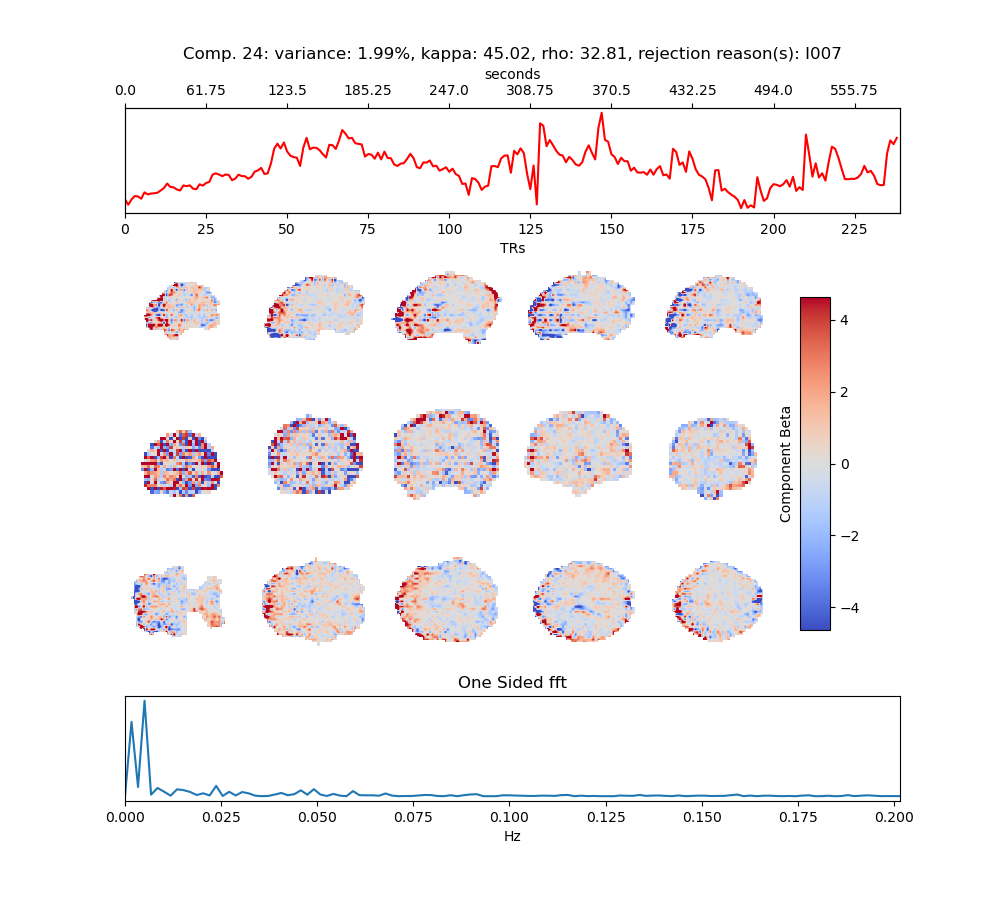 Comp. 24: variance: 1.99%, kappa: 45.02, rho: 32.81, rejection reason(s): I007
seconds
0.0 61.75 123.5 185.25 247.0 308.75 370.5 432.25 494.0 555.75
0 25 50 75 100 125 150 175 200 225
TRs
4
2
0
−2
−4
Component Beta
One Sided fft
0.000 0.025 0.050 0.075 0.100 0.125 0.150 0.175 0.200
Hz